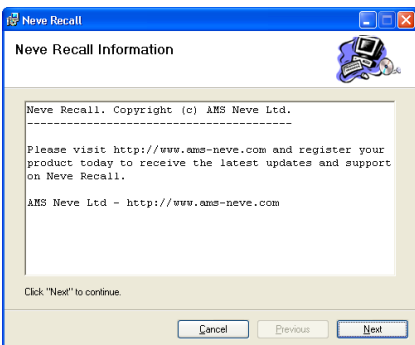 Neve Recall
Neve Recall Information
Neve Recall. Copyright (c) AMS Neve Ltd.
----------------------------------------
Please visit http://www.ams-neve.com and register your
product today to receive the latest updates and support
on Neve Recall.
AMS Neve Ltd - http://www.ams-neve.com
Click "Next" to continue.
Cancel
Previous
Next